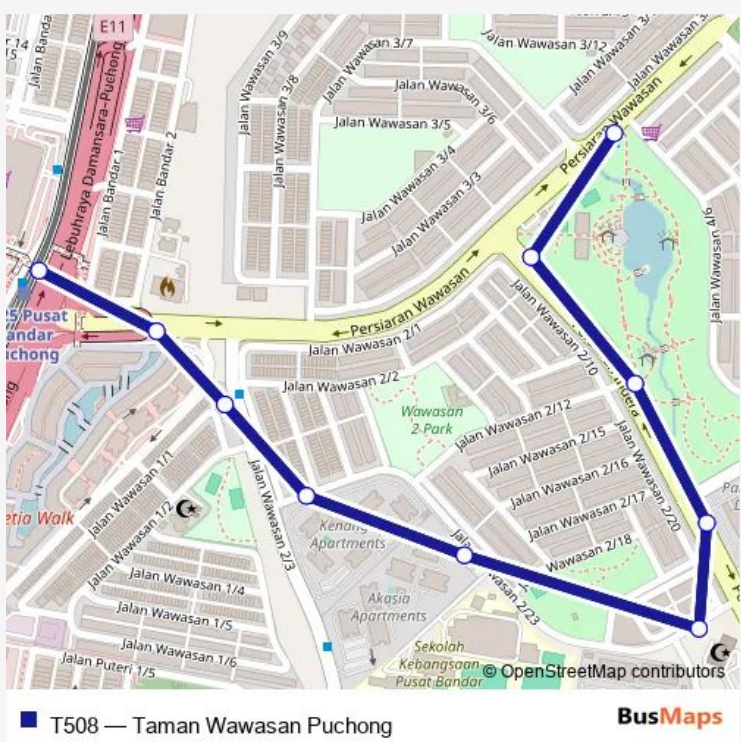 E11
Jalan Wawasan 3/9
Jalan Wawasan 3/7
Jalan Wawasan 3/12
Jalan Wawasan 3/8
Jalan Wawasan 3/6
Jalan Wawasan 3/5
Persiaran Wawasan
Lebuhraya Damansara-Puchong
Jalan Bandar 1
Jalan Bandar 2
Jalan Wawasan 3/4
Jalan Wawasan 3/3
Jalan Wawasan 4/6
Persiaran Wawasan
Pusat
Jalan Wawasan 2/1
Jalan Wawasan 2/10
Jalan Wawasan 2/2
Wawasan
2 Park
Jalan Wawasan 2/12
Jalan Wawasan 2/15
Jalan Wawasan 2/16
Jalan Wawasan 2/17
Jalan Wawasan 2/20
Wawasan 2/18
Jalan Wawasan 1/1
Jalan Wawasan 1/2
Jalan Wawasan 2/3
Walk
Apartments
Jalan Wawasan 1/4
Akasia
Apartments
2/23
Jalan Wawasan 1/5
Jalan Wawasan 1/6
Jalan Puteri 1/5
Sekolah
Kebangsaan
Pusat Bandar
© OpenStreetMap contributors
T508 — Taman Wawasan Puchong
BusMaps